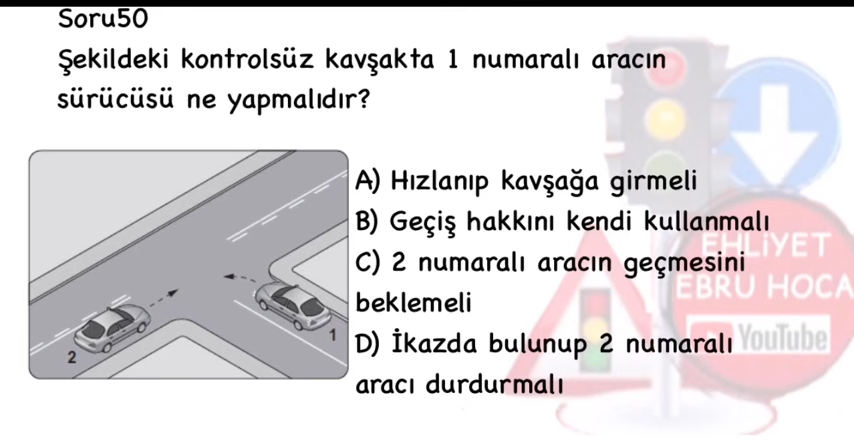 Soru50
Şekildeki kontrolsüz kavşakta 1 numaralı aracın
sürücüsü ne yapmalıdır?
A) Hızlanıp kavşağa girmeli
B) Geçiş hakkını kendi kullanmalı
C) 2 numaralı aracın geçmesini
beklemeli
D) İkazda bulunup 2 numaralı
aracı durdurmalı
1
2
EHLİYET
EBRU HOCA
YouTube